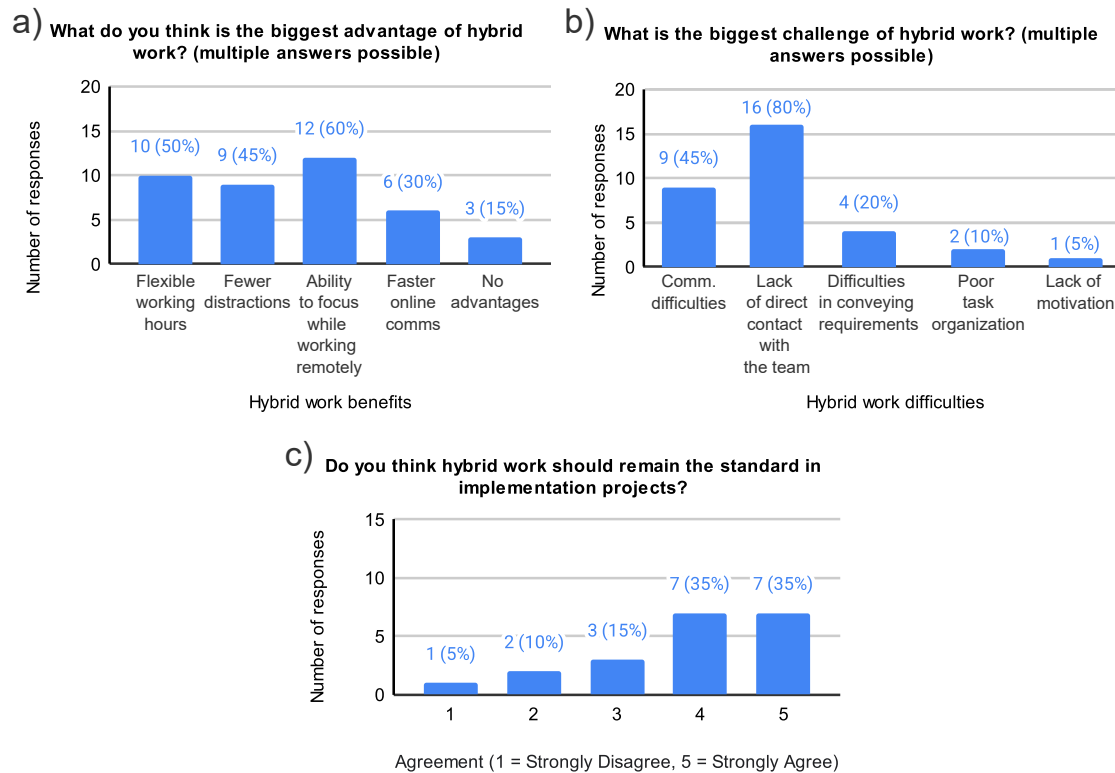 a)
What do you think is the biggest advantage of hybrid
work? (multiple answers possible)
Number of responses
20
15
10
5
0
10 (50%)
9 (45%)
12 (60%)
6 (30%)
3 (15%)
Flexible
working
hours
Fewer
distractions
Ability
to focus
while
working
remotely
Faster
online
comms
No
advantages
Hybrid work benefits
b)
What is the biggest challenge of hybrid work? (multiple
answers possible)
Number of responses
20
15
10
5
0
9 (45%)
16 (80%)
4 (20%)
2 (10%)
1 (5%)
Comm.
difficulties
Lack
of direct
contact
with
the team
Difficulties
in conveying
requirements
Poor
task
organization
Lack of
motivation
Hybrid work difficulties
c)
Do you think hybrid work should remain the standard in
implementation projects?
Number of responses
15
10
5
0
1 (5%)
2 (10%)
3 (15%)
7 (35%)
7 (35%)
1
2
3
4
5
Agreement (1 = Strongly Disagree, 5 = Strongly Agree)